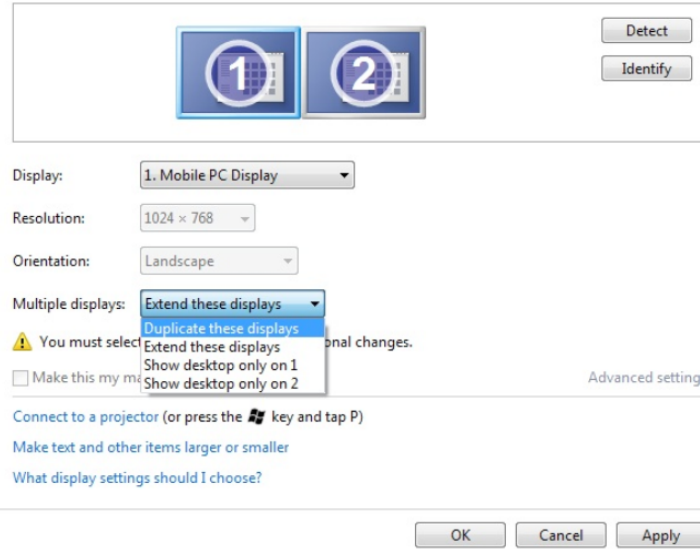 Detect
1 2
Identify
Display: 1. Mobile PC Display
Resolution: 1024 × 768
Orientation: Landscape
Multiple displays: Extend these displays
Duplicate these displays
You must select onal changes.
Extend these displays
Show desktop only on 1
Make this my ma Advanced setting
Show desktop only on 2
Connect to a projector (or press the key and tap P)
Make text and other items larger or smaller
What display settings should I choose?
OK Cancel Apply